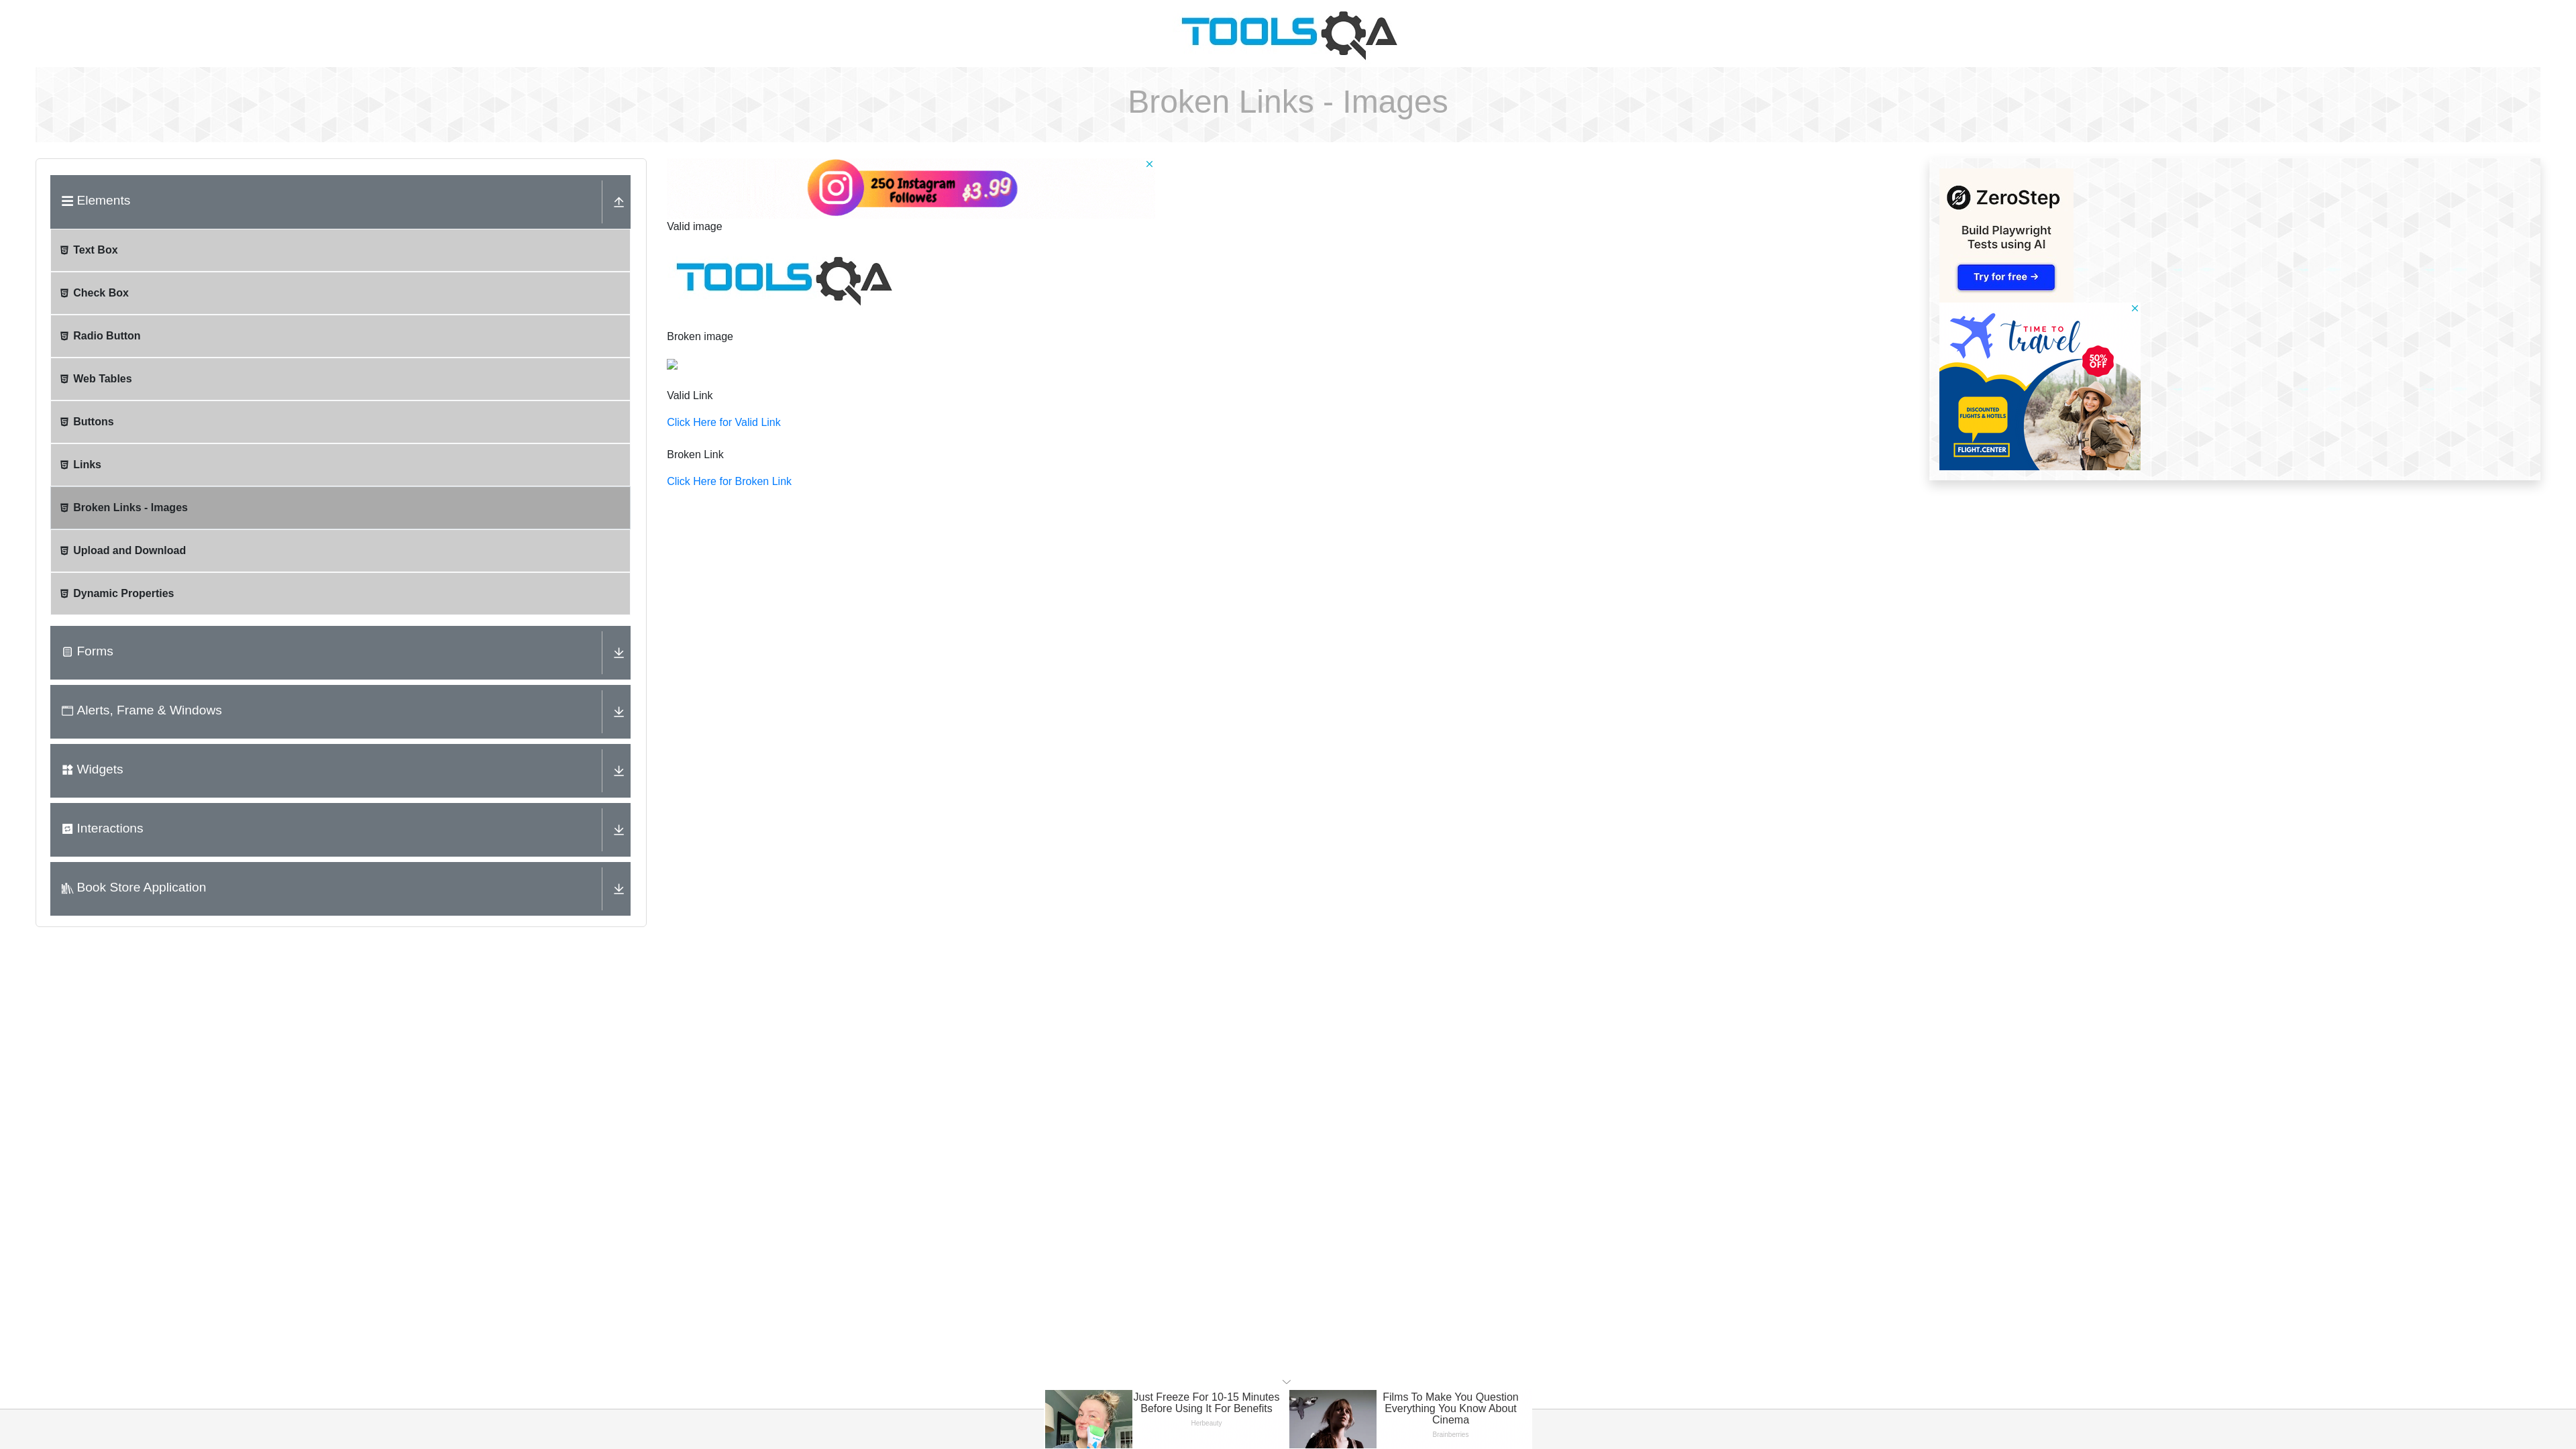 TOOLSQA
Broken Links - Images
Elements
Text Box
Check Box
Radio Button
Web Tables
Buttons
Links
Broken Links - Images
Upload and Download
Dynamic Properties
Forms
Alerts, Frame & Windows
Widgets
Interactions
Book Store Application
250 Instagram
Followes
$3.99
Valid image
TOOLSQA
Broken image
Valid Link
Click Here for Valid Link
Broken Link
Click Here for Broken Link
ZeroStep
Build Playwright
Tests using AI
Try for free →
TIME TO
travel
50%
OFF
DISCOUNTED
FLIGHTS & HOTELS
FLIGHT.CENTER
Just Freeze For 10-15 Minutes
Before Using It For Benefits
Herbeauty
Films To Make You Question
Everything You Know About
Cinema
Brainberries